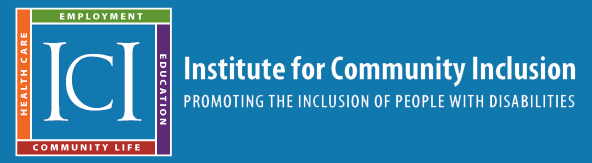 EMPLOYMENT
HEALTH CARE
ICI
EDUCATION
COMMUNITY LIFE
Institute for Community Inclusion
PROMOTING THE INCLUSION OF PEOPLE WITH DISABILITIES